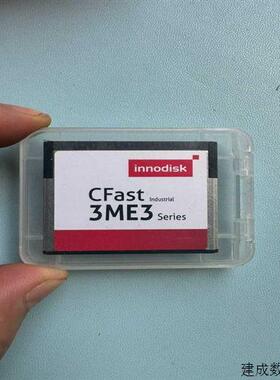 innodisk
CFast Industrial
3ME3 Series
建成数